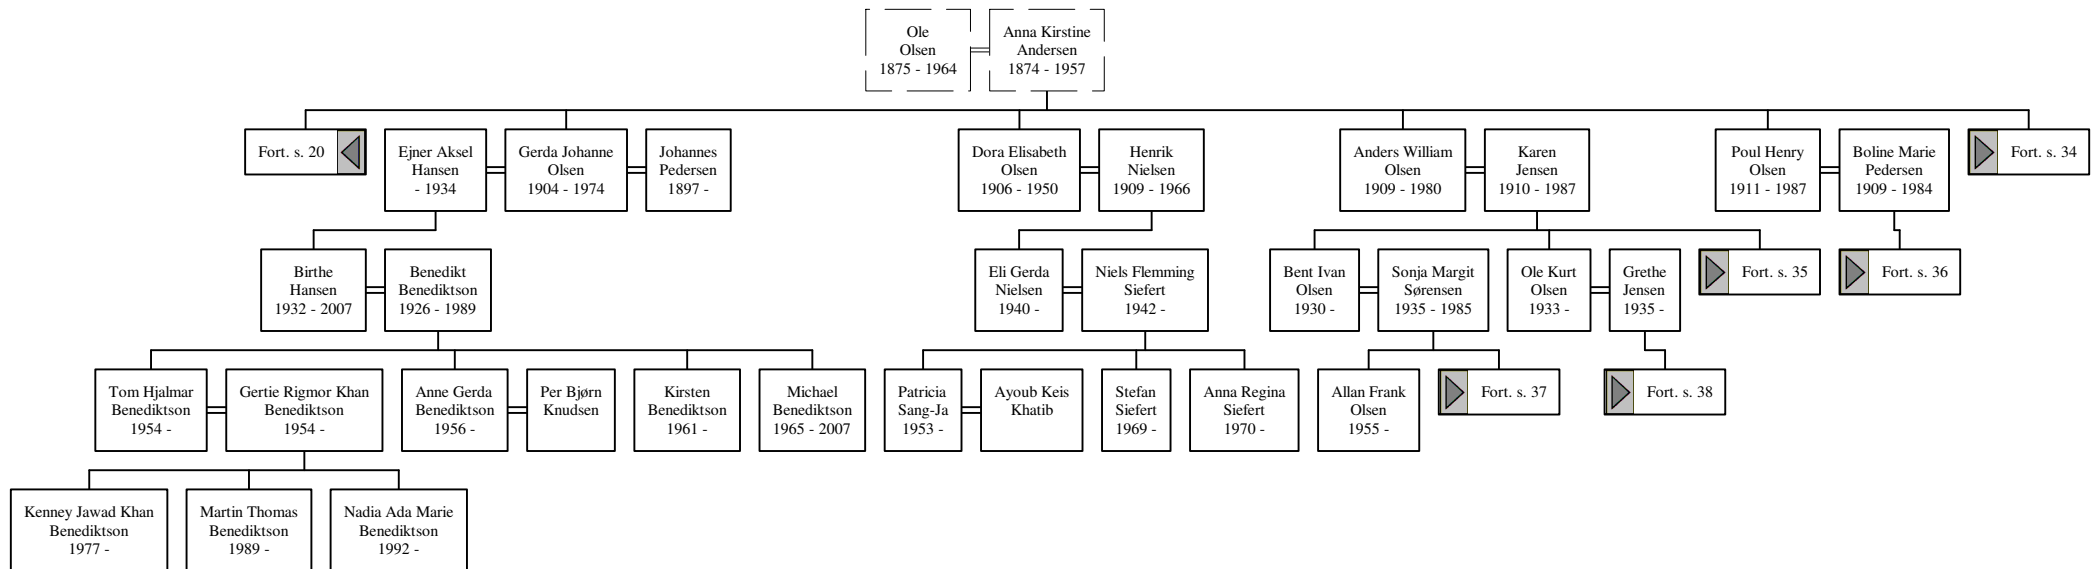 Ole
Olsen
1875 - 1964
Anna Kirstine
Andersen
1874 - 1957
Fort. s. 20
Ejner Aksel
Hansen
- 1934
Gerda Johanne
Olsen
1904 - 1974
Johannes
Pedersen
1897 -
Dora Elisabeth
Olsen
1906 - 1950
Henrik
Nielsen
1909 - 1966
Anders William
Olsen
1909 - 1980
Karen
Jensen
1910 - 1987
Poul Henry
Olsen
1911 - 1987
Boline Marie
Pedersen
1909 - 1984
Fort. s. 34
Birthe
Hansen
1932 - 2007
Benedikt
Benediktson
1926 - 1989
Eli Gerda
Nielsen
1940 -
Niels Flemming
Siefert
1942 -
Bent Ivan
Olsen
1930 -
Sonja Margit
Sørensen
1935 - 1985
Ole Kurt
Olsen
1933 -
Grethe
Jensen
1935 -
Fort. s. 35
Fort. s. 36
Tom Hjalmar
Benediktson
1954 -
Gertie Rigmor Khan
Benediktson
1954 -
Anne Gerda
Benediktson
1956 -
Per Bjørn
Knudsen
Kirsten
Benediktson
1961 -
Michael
Benediktson
1965 - 2007
Patricia
Sang-Ja
1953 -
Ayoub Keis
Khatib
Stefan
Siefert
1969 -
Anna Regina
Siefert
1970 -
Allan Frank
Olsen
1955 -
Fort. s. 37
Fort. s. 38
Kenney Jawad Khan
Benediktson
1977 -
Martin Thomas
Benediktson
1989 -
Nadia Ada Marie
Benediktson
1992 -